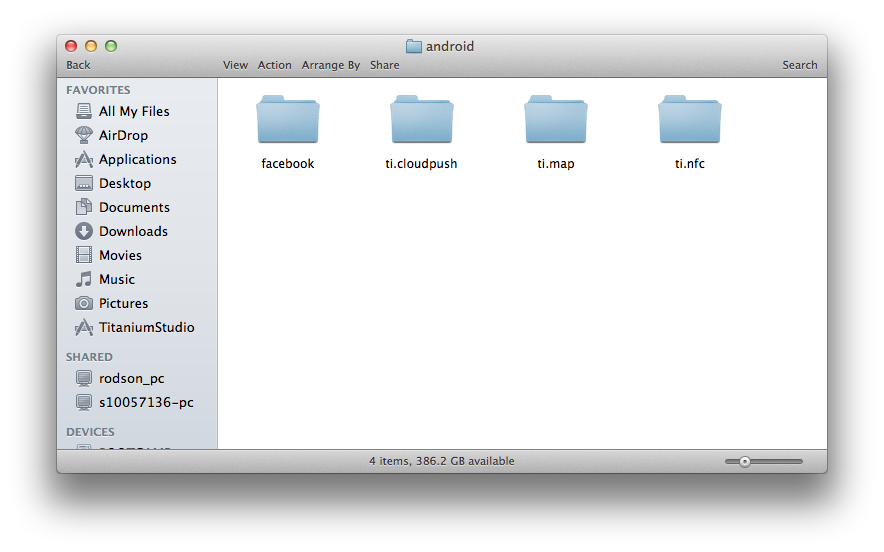 android
Back View Action Arrange By Share Search
FAVORITES
All My Files
AirDrop
Applications
Desktop
Documents
Downloads
Movies
Music
Pictures
TitaniumStudio
SHARED
rodson_pc
s10057136-pc
DEVICES
facebook ti.cloudpush ti.map ti.nfc
4 items, 386.2 GB available